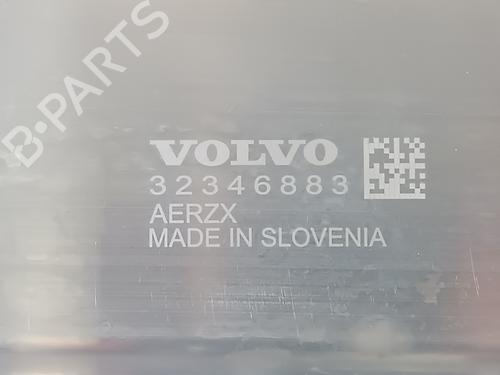 B-PARTS
VOLVO
32346883
AERZX
MADE IN SLOVENIA